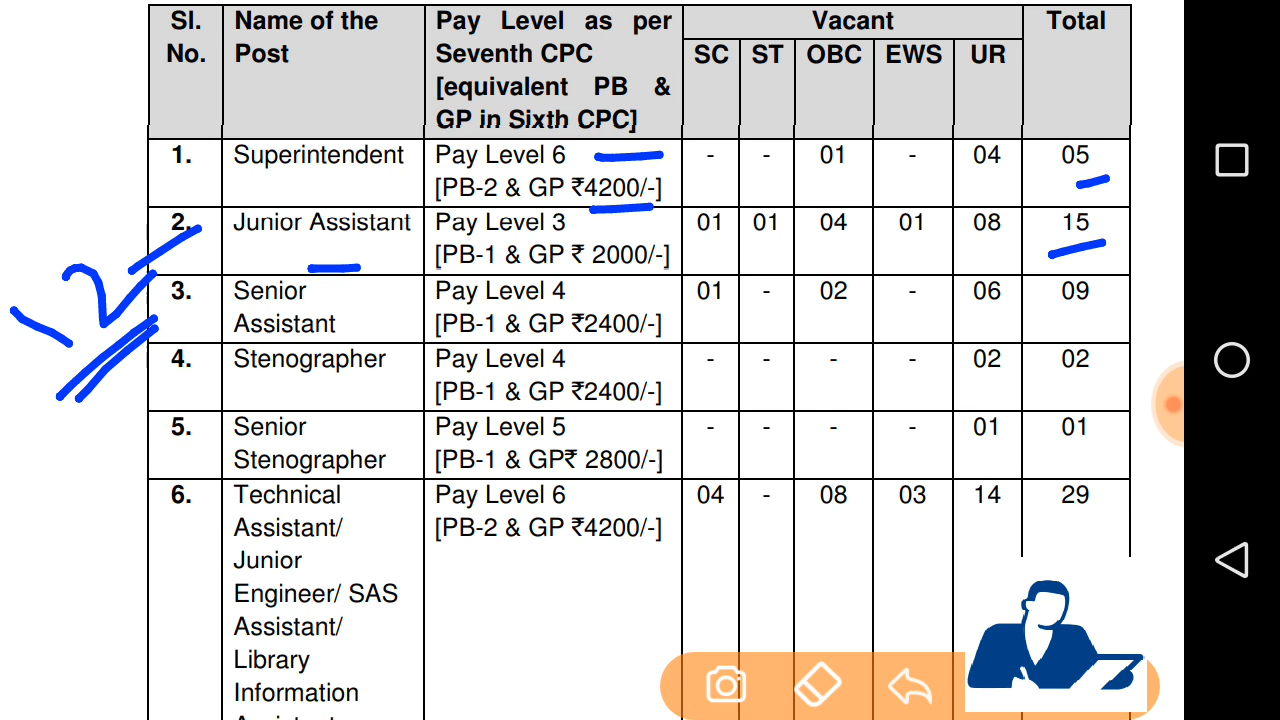 Sl. No.
Name of the Post
Pay Level as per Seventh CPC [equivalent PB & GP in Sixth CPC]
Vacant
Total
SC ST OBC EWS UR
1. Superintendent Pay Level 6 - - 01 - 04 05
[PB-2 & GP ₹4200/-]
2. Junior Assistant Pay Level 3 01 01 04 01 08 15
[PB-1 & GP ₹ 2000/-]
3. Senior Pay Level 4 01 - 02 - 06 09
Assistant [PB-1 & GP ₹2400/-]
4. Stenographer Pay Level 4 - - - - 02 02
[PB-1 & GP ₹2400/-]
5. Senior Pay Level 5 - - - - 01 01
Stenographer [PB-1 & GP₹ 2800/-]
6. Technical Pay Level 6 04 - 08 03 14 29
Assistant/ [PB-2 & GP ₹4200/-]
Junior
Engineer/ SAS
Assistant/
Library
Information